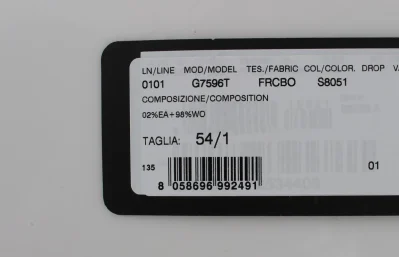 LN/LINE MOD/MODEL TES./FABRIC COL/COLOR. DROP
0101 G7596T FRCBO S8051
COMPOSIZIONE/COMPOSITION
02%EA+98%WO
TAGLIA: 54/1
135 01
8 058696 992491